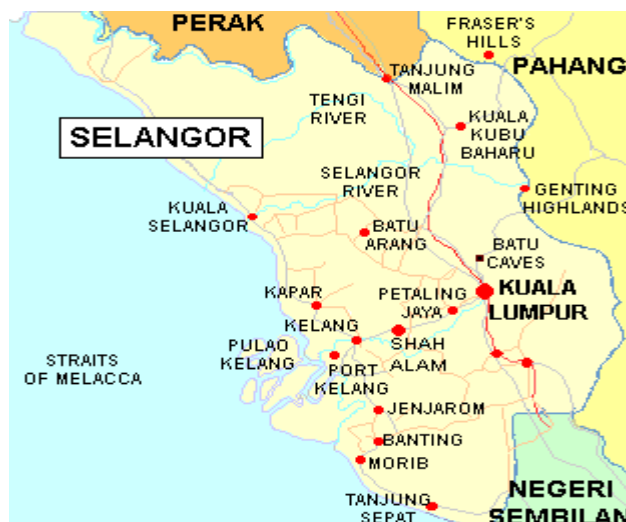 PERAK
FRASER'S
HILLS
PAHANG
TANJUNG
MALIM
TENGI
RIVER
SELANGOR
KUALA
KUBU
BAHARU
SELANGOR
RIVER
GENTING
HIGHLANDS
KUALA
SELANGOR
BATU
ARANG
BATU
CAVES
KAPAR
PETALING
JAYA
KUALA
LUMPUR
KELANG
PULAO
KELANG
SHAH
ALAM
STRAITS
OF MELACCA
PORT
KELANG
JENJAROM
BANTING
MORIB
TANJUNG
SEPAT
NEGERI
SEMBILAN